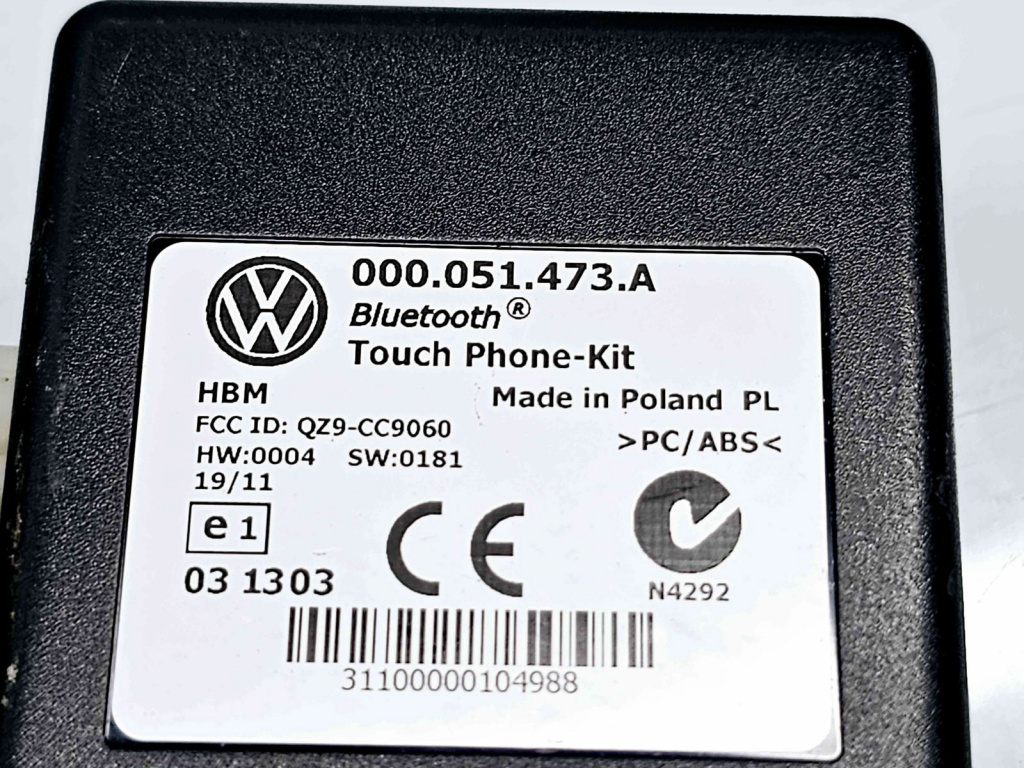 000.051.473.A
Bluetooth®
Touch Phone-Kit
HBM
Made in Poland PL
FCC ID: QZ9-CC9060
>PC/ABS<
HW:0004 SW:0181
19/11
e1
CE
03 1303
N4292
31100000104988